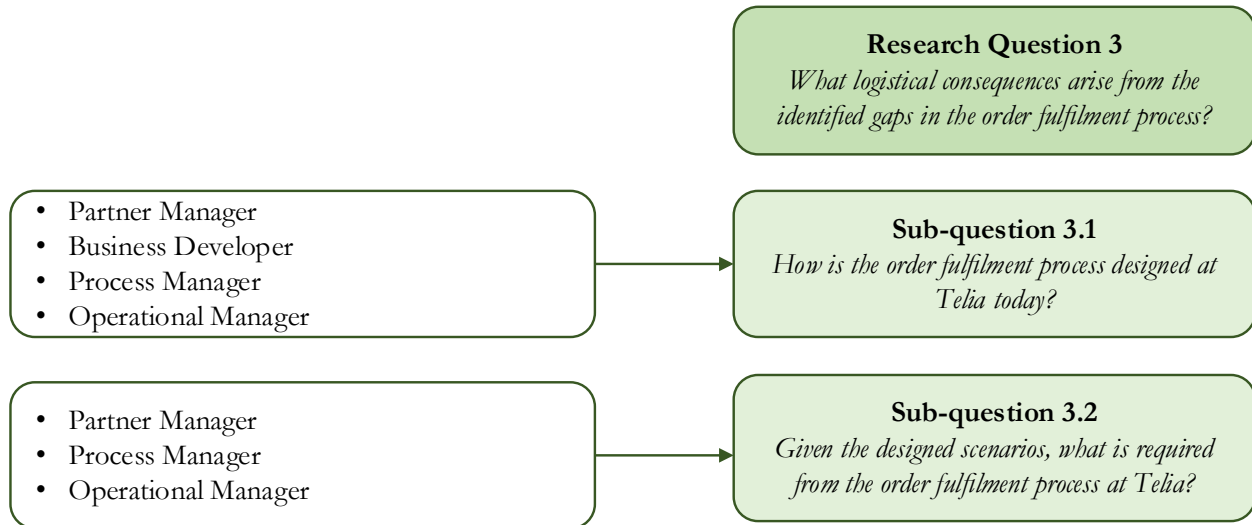 Research Question 3
What logistical consequences arise from the
identified gaps in the order fulfilment process?
• Partner Manager
• Business Developer
• Process Manager
• Operational Manager
Sub-question 3.1
How is the order fulfilment process designed at
Telia today?
• Partner Manager
• Process Manager
• Operational Manager
Sub-question 3.2
Given the designed scenarios, what is required
from the order fulfilment process at Telia?